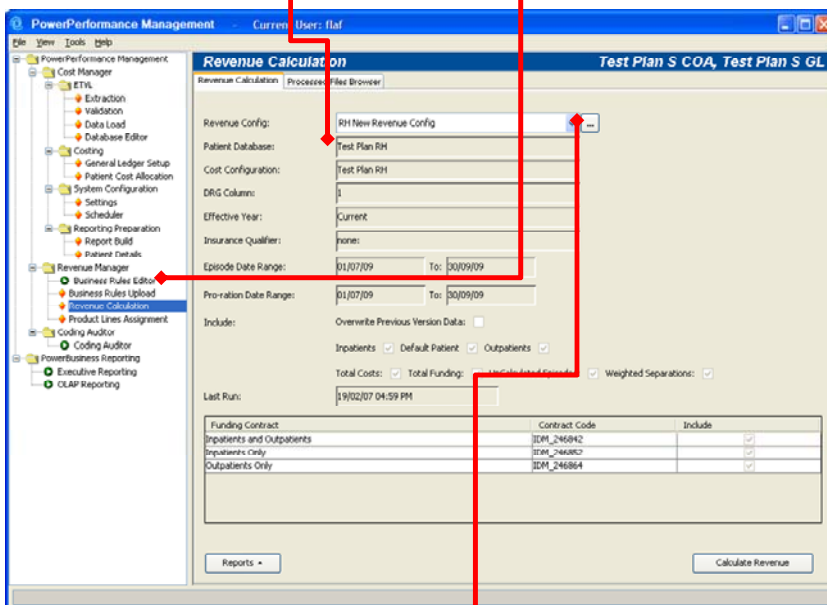 PowerPerformance Management - Current User: flaf
File View Tools Help
PowerPerformance Management
Cost Manager
ETVL
Extraction
Validation
Data Load
Database Editor
Costing
General Ledger Setup
Patient Cost Allocation
System Configuration
Settings
Scheduler
Reporting Preparation
Report Build
Patient Details
Revenue Manager
Business Rules Editor
Business Rules Upload
Revenue Calculation
Product Lines Assignment
Coding Auditor
Coding Auditor
PowerBusiness Reporting
Executive Reporting
OLAP Reporting
Revenue Calculation Test Plan S COA, Test Plan S GL
Revenue Calculation Processed Files Browser
Revenue Config: RH New Revenue Config ...
Patient Database: Test Plan RH
Cost Configuration: Test Plan RH
DRG Column: 1
Effective Year: Current
Insurance Qualifier: none:
Episode Date Range: 01/07/09 To: 30/09/09
Pro-ration Date Range: 01/07/09 To: 30/09/09
Include: Overwrite Previous Version Data:
Inpatients Default Patient Outpatients
Total Costs: Total Funding: UnCalculated Episodes: Weighted Separations:
Last Run: 19/02/07 04:59 PM
Funding Contract Contract Code Include
Inpatients and Outpatients IDM_246842
Inpatients Only IDM_246852
Outpatients Only IDM_246864
Reports Calculate Revenue